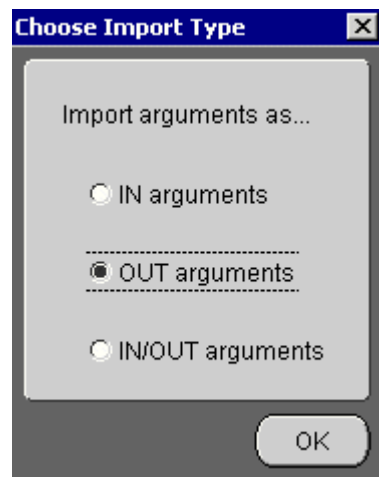 Choose Import Type
Import arguments as...
IN arguments
OUT arguments
IN/OUT arguments
OK